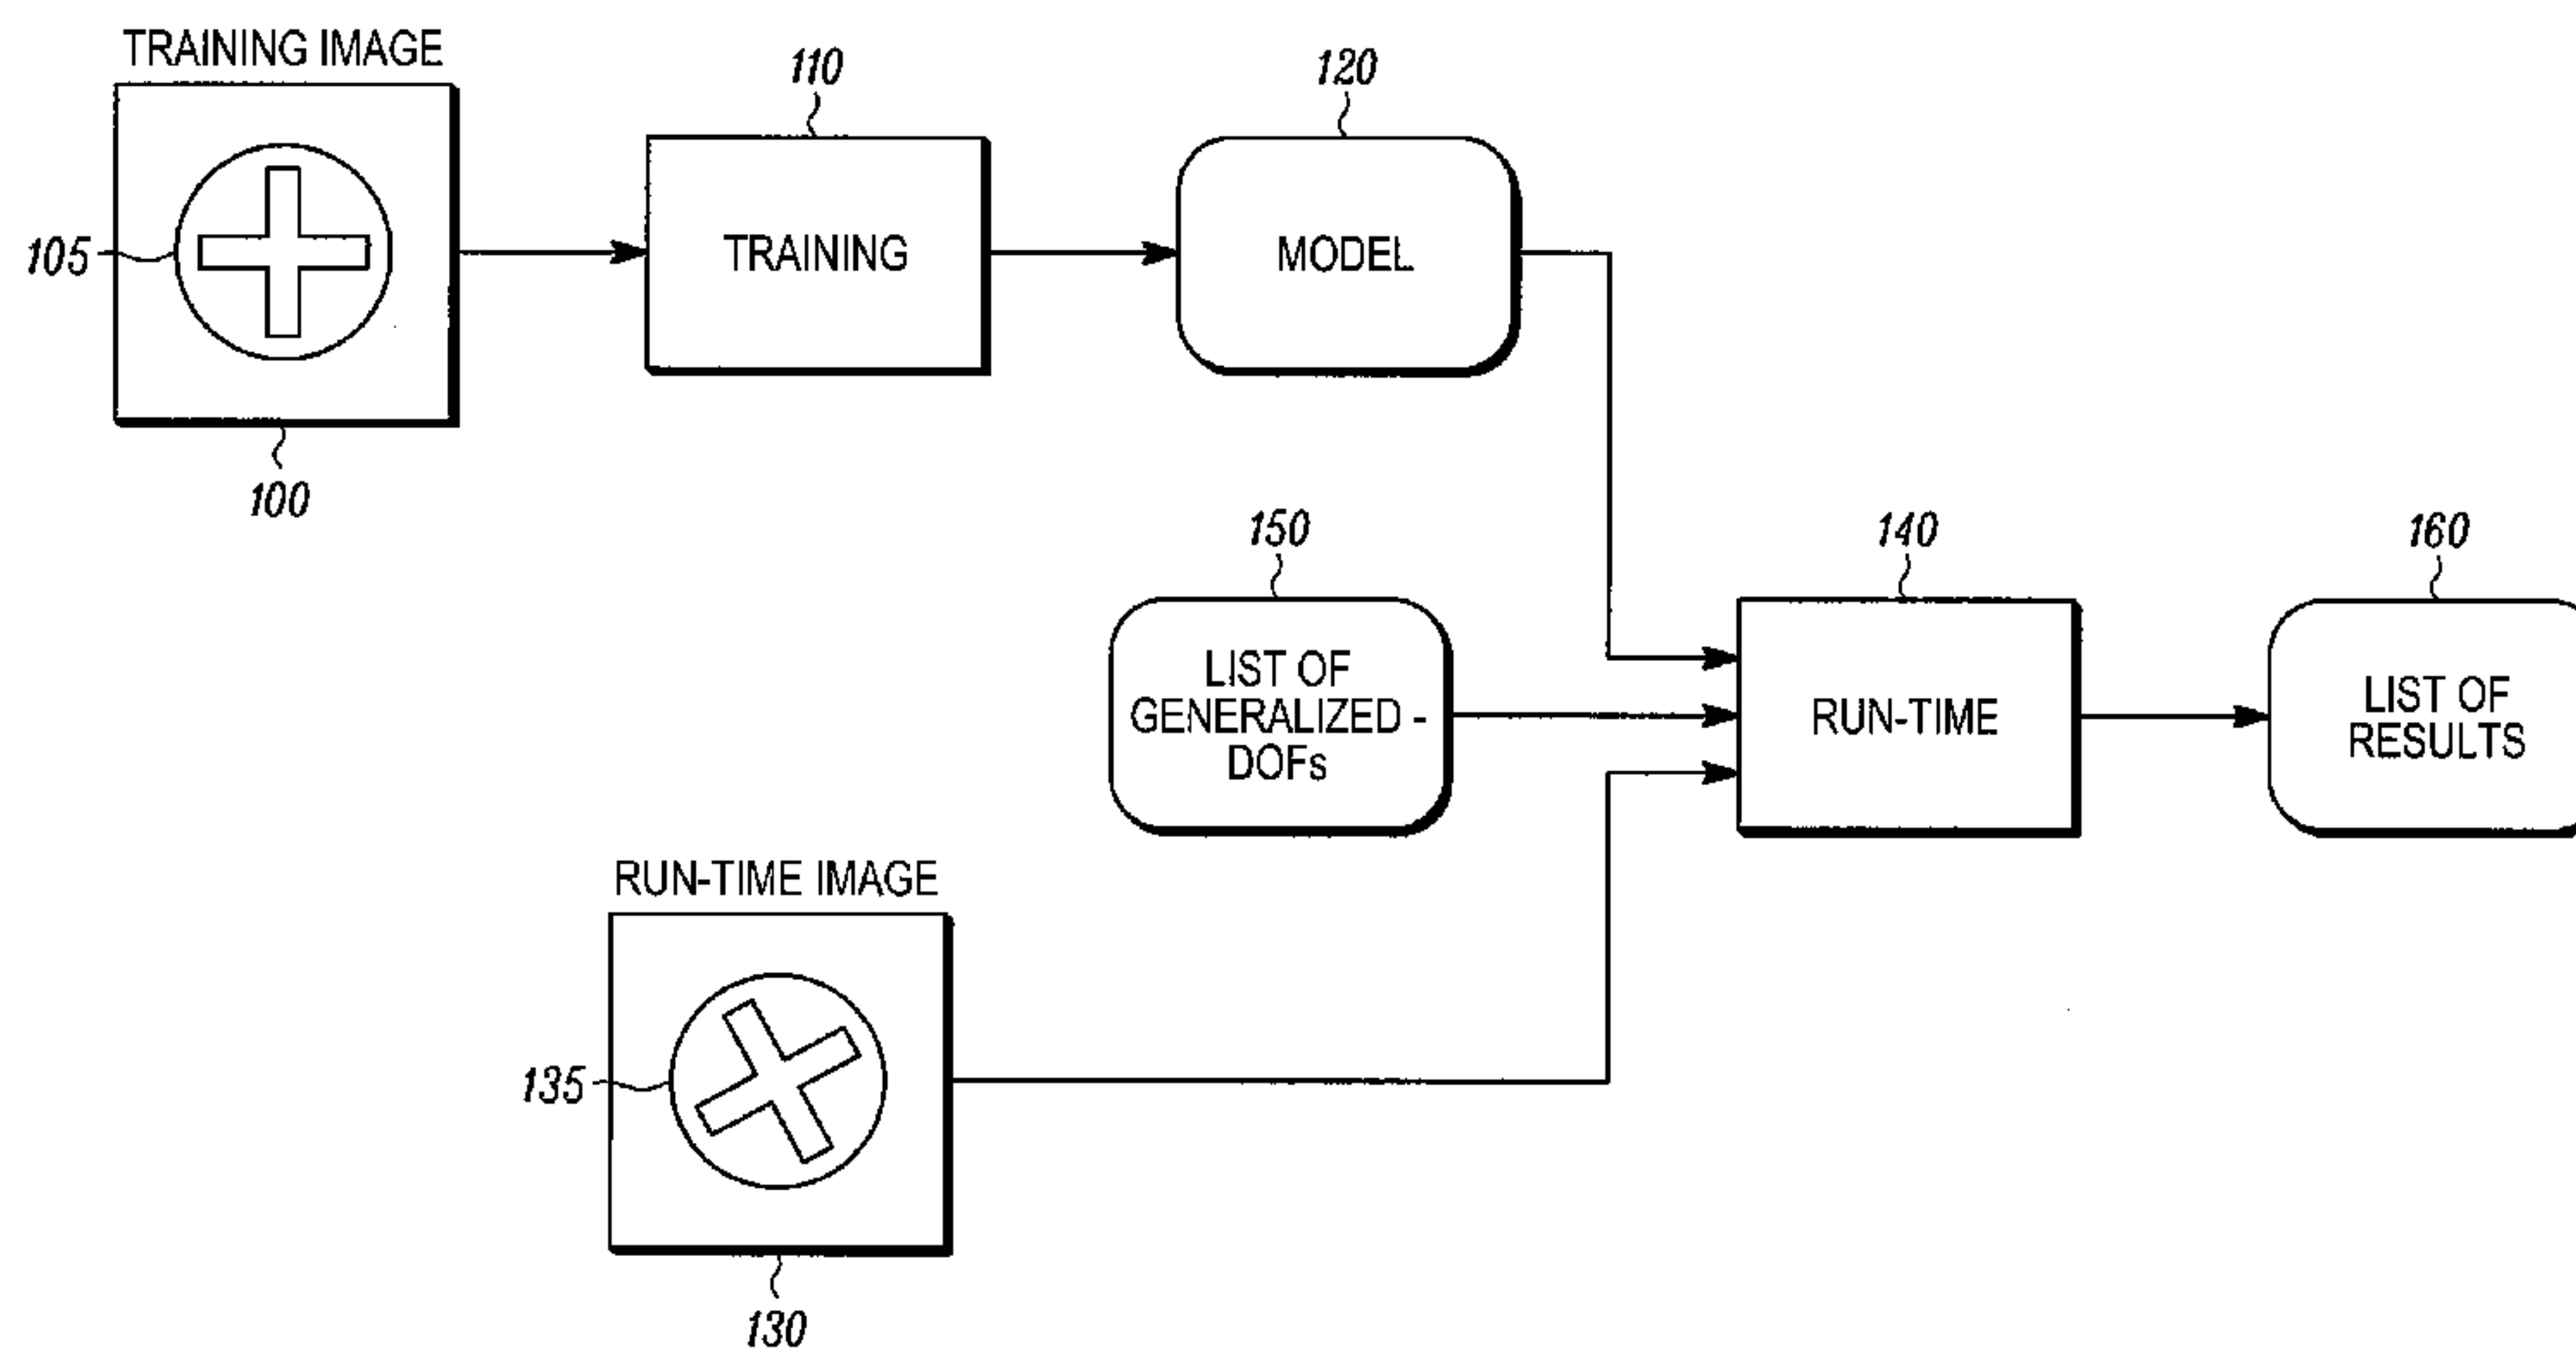 TRAINING IMAGE
110
120
105
TRAINING
MODEL
100
150
140
160
LIST OF
GENERALIZED -
DOFs
RUN-TIME
LIST OF
RESULTS
RUN-TIME IMAGE
135
130